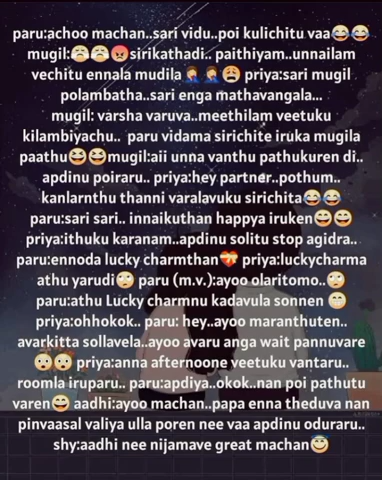 paru:achoo machan..sari vidu..poi kulichitu vaa😂😂
mugil:😤😤😡sirikathadi.. paithiyam..unnailam
vechitu ennala mudila🤦‍♂️🤦‍♂️😩 priya:sari mugil
polambatha..sari enga mathavangala...
mugil: varsha varuva..meethilam veetuku
kilambiyachu.. paru vidama sirichite iruka mugila
paathu😆😆mugil:aii unna vanthu pathukuren di..
apdinu poiraru.. priya:hey partner..pothum..
kanlarnthu thanni varalavuku sirichita😂😂
paru:sari sari.. innaikuthan happya iruken😄😄
priya:ithuku karanam..apdinu solitu stop agidra..
paru:ennoda lucky charmthan💝 priya:luckycharma
athu yarudi🙄 paru (m.v.):ayoo olaritomo..🙄
paru:athu Lucky charmnu kadavula sonnen 😁
priya:ohhokok.. paru: hey..ayoo maranthuten..
avarkitta sollavela..ayoo avaru anga wait pannuvare
😳😲 priya:anna afternoone veetuku vantaru..
roomla iruparu.. paru:apdiya..okok..nan poi pathutu
varen😄 aadhi:ayoo machan..papa enna theduva nan
pinvaasal valiya ulla poren nee vaa apdinu oduraru..
shy:aadhi nee nijamave great machan😇